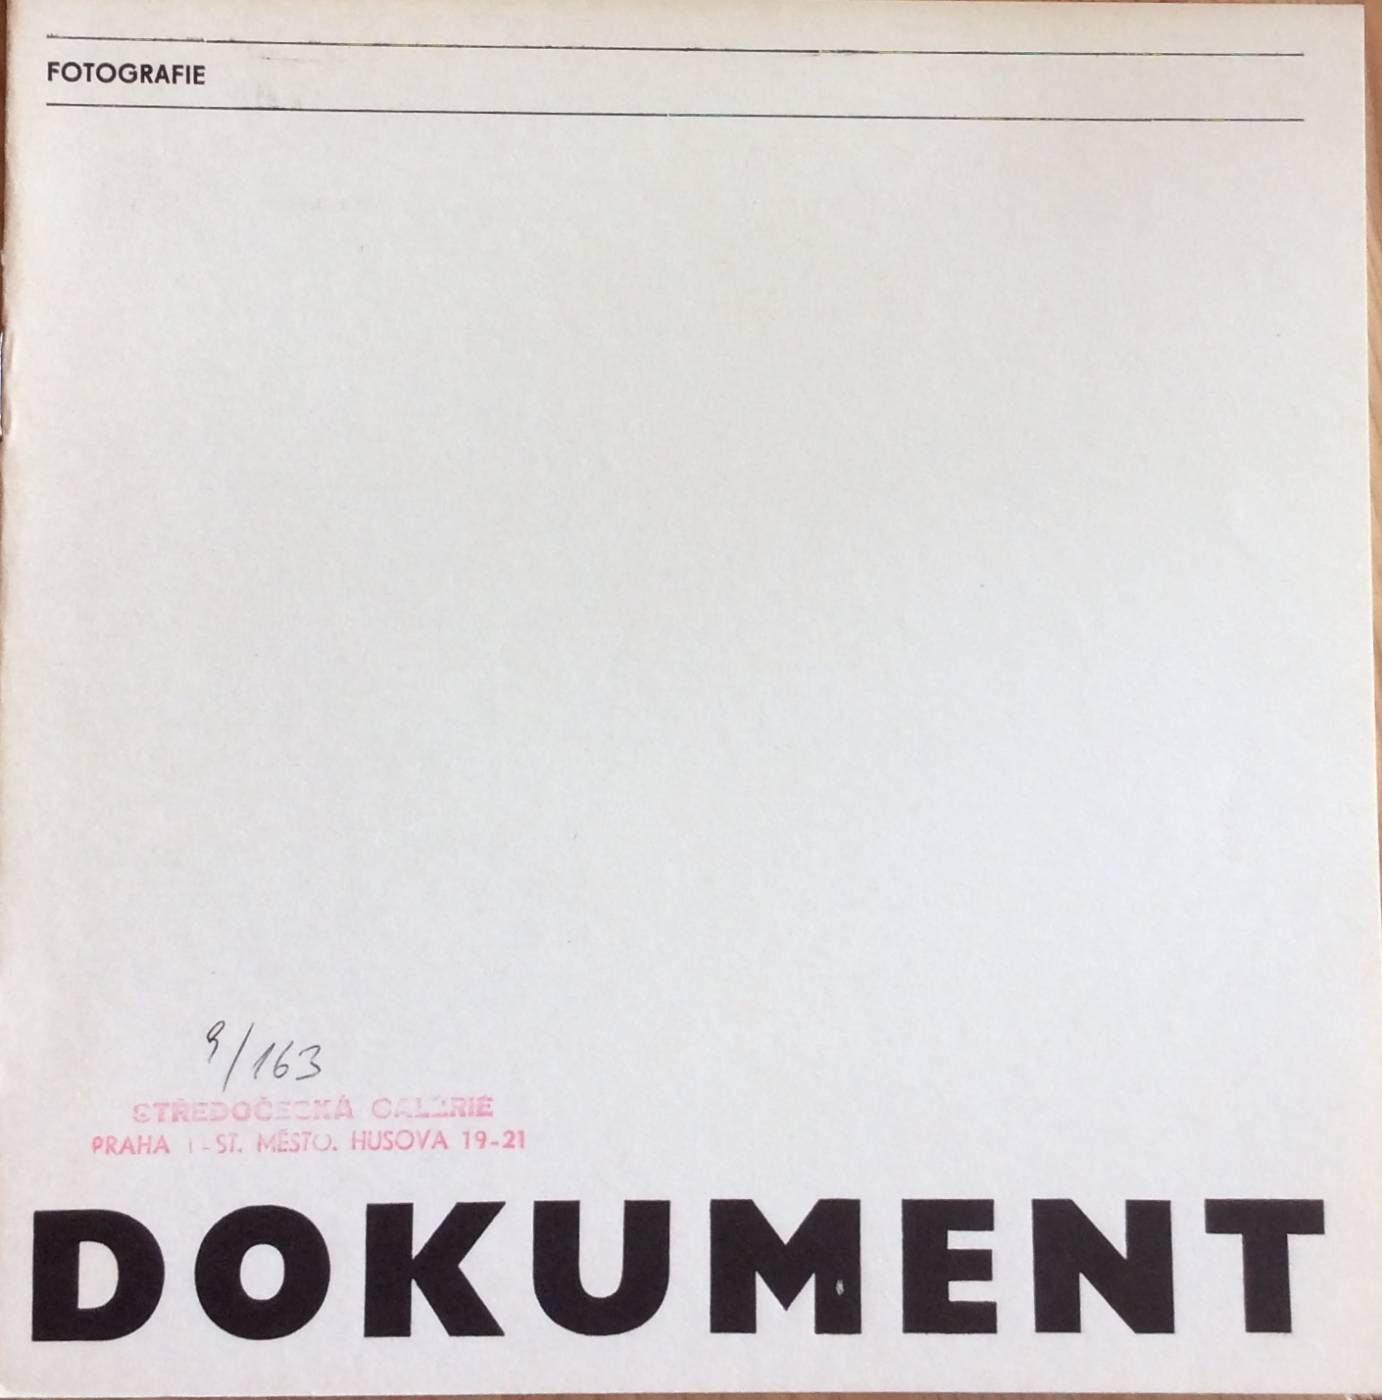 FOTOGRAFIE
9/163
STŘEDOČESKÁ GALERIE
PRAHA 1 - ST. MĚSTO. HUSOVA 19-21
DOKUMENT